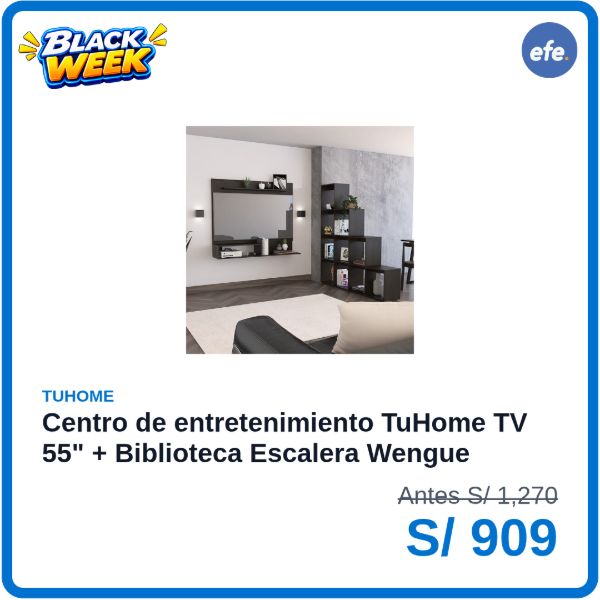 BLACK
WEEK
efe.
TUHOME
Centro de entretenimiento TuHome TV
55" + Biblioteca Escalera Wengue
Antes S/ 1,270
S/ 909